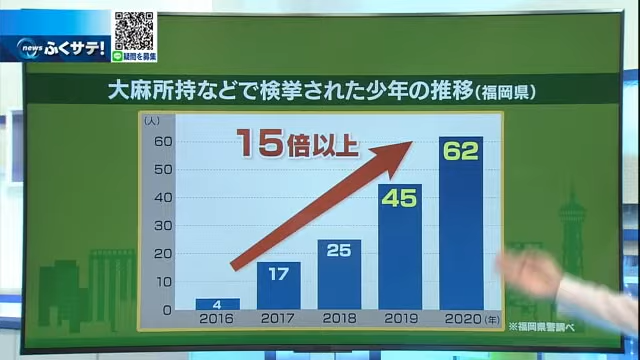 news ふくサテ!
疑問を募集
大麻所持などで検挙された少年の推移(福岡県)
(人)
15倍以上
60
50
40
30
20
10
0
4
17
25
45
62
2016
2017
2018
2019
2020(年)
※福岡県警調べ